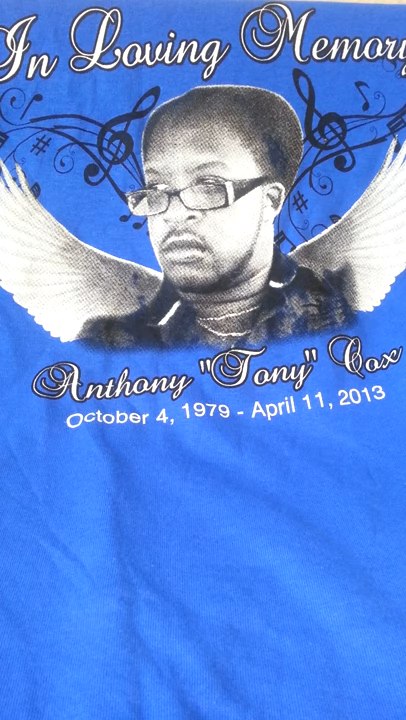 In Loving Memory
Anthony "Tony" Cox
October 4, 1979 - April 11, 2013